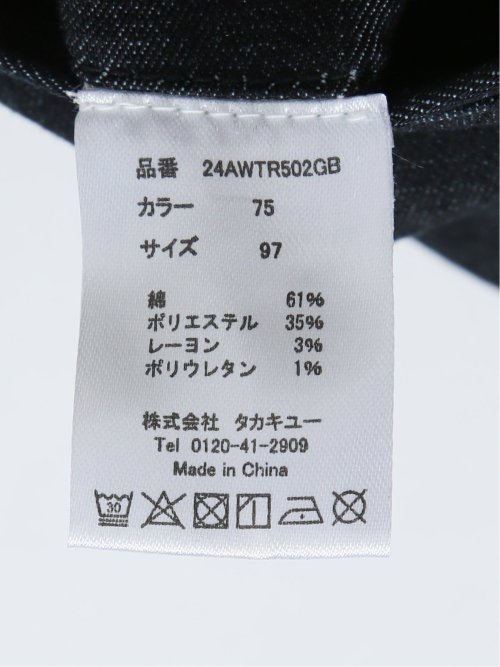 品番 24AWTR502GB
カラー 75
サイズ 97
綿 61%
ポリエステル 35%
レーヨン 3%
ポリウレタン 1%
株式会社 タカキユー
Tel 0120-41-2909
Made in China
30